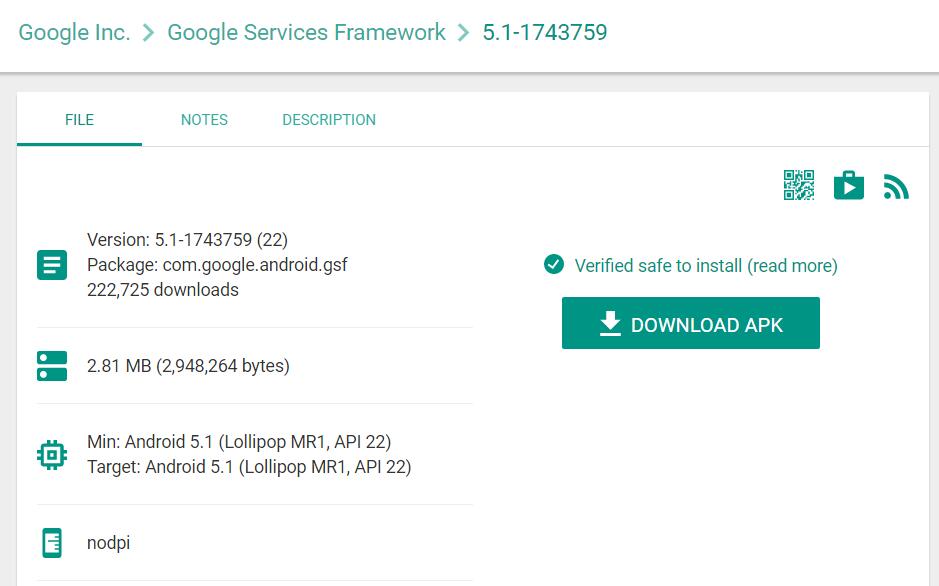 Google Inc. > Google Services Framework > 5.1-1743759
FILE NOTES DESCRIPTION
Version: 5.1-1743759 (22)
Package: com.google.android.gsf
222,725 downloads
Verified safe to install (read more)
DOWNLOAD APK
2.81 MB (2,948,264 bytes)
Min: Android 5.1 (Lollipop MR1, API 22)
Target: Android 5.1 (Lollipop MR1, API 22)
nodpi